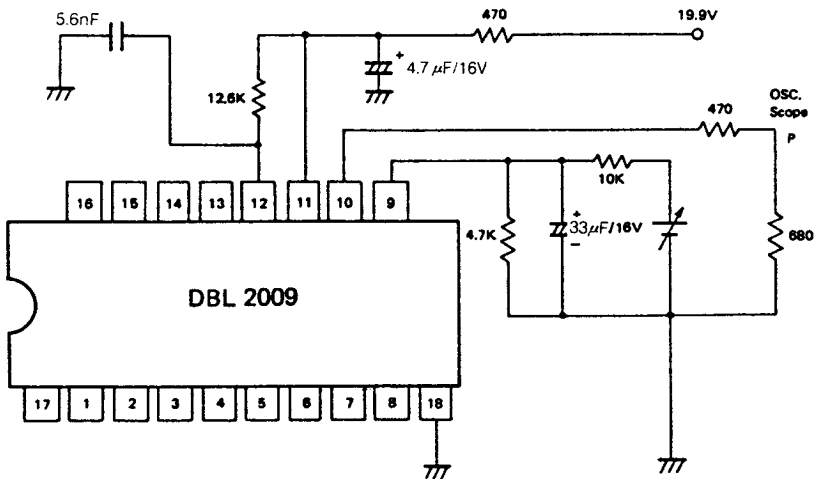 5.6nF
470
19.9V
+
4.7 µF/16V
12.6K
470
OSC.
Scope
P
16 15 14 13 12 11 10 9
10K
4.7K
+
33µF/16V
−
680
DBL 2009
17 1 2 3 4 5 6 7 8 18